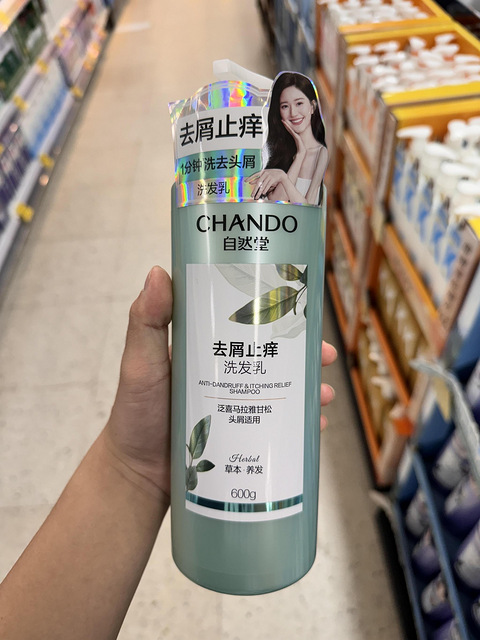 去屑止痒
1分钟 洗去头屑
洗发乳
CHANDO
自然堂
去屑止痒
洗发乳
ANTI-DANDRUFF & ITCHING RELIEF
SHAMPOO
泛喜马拉雅甘松
头屑适用
Herbal
草本·养发
600g